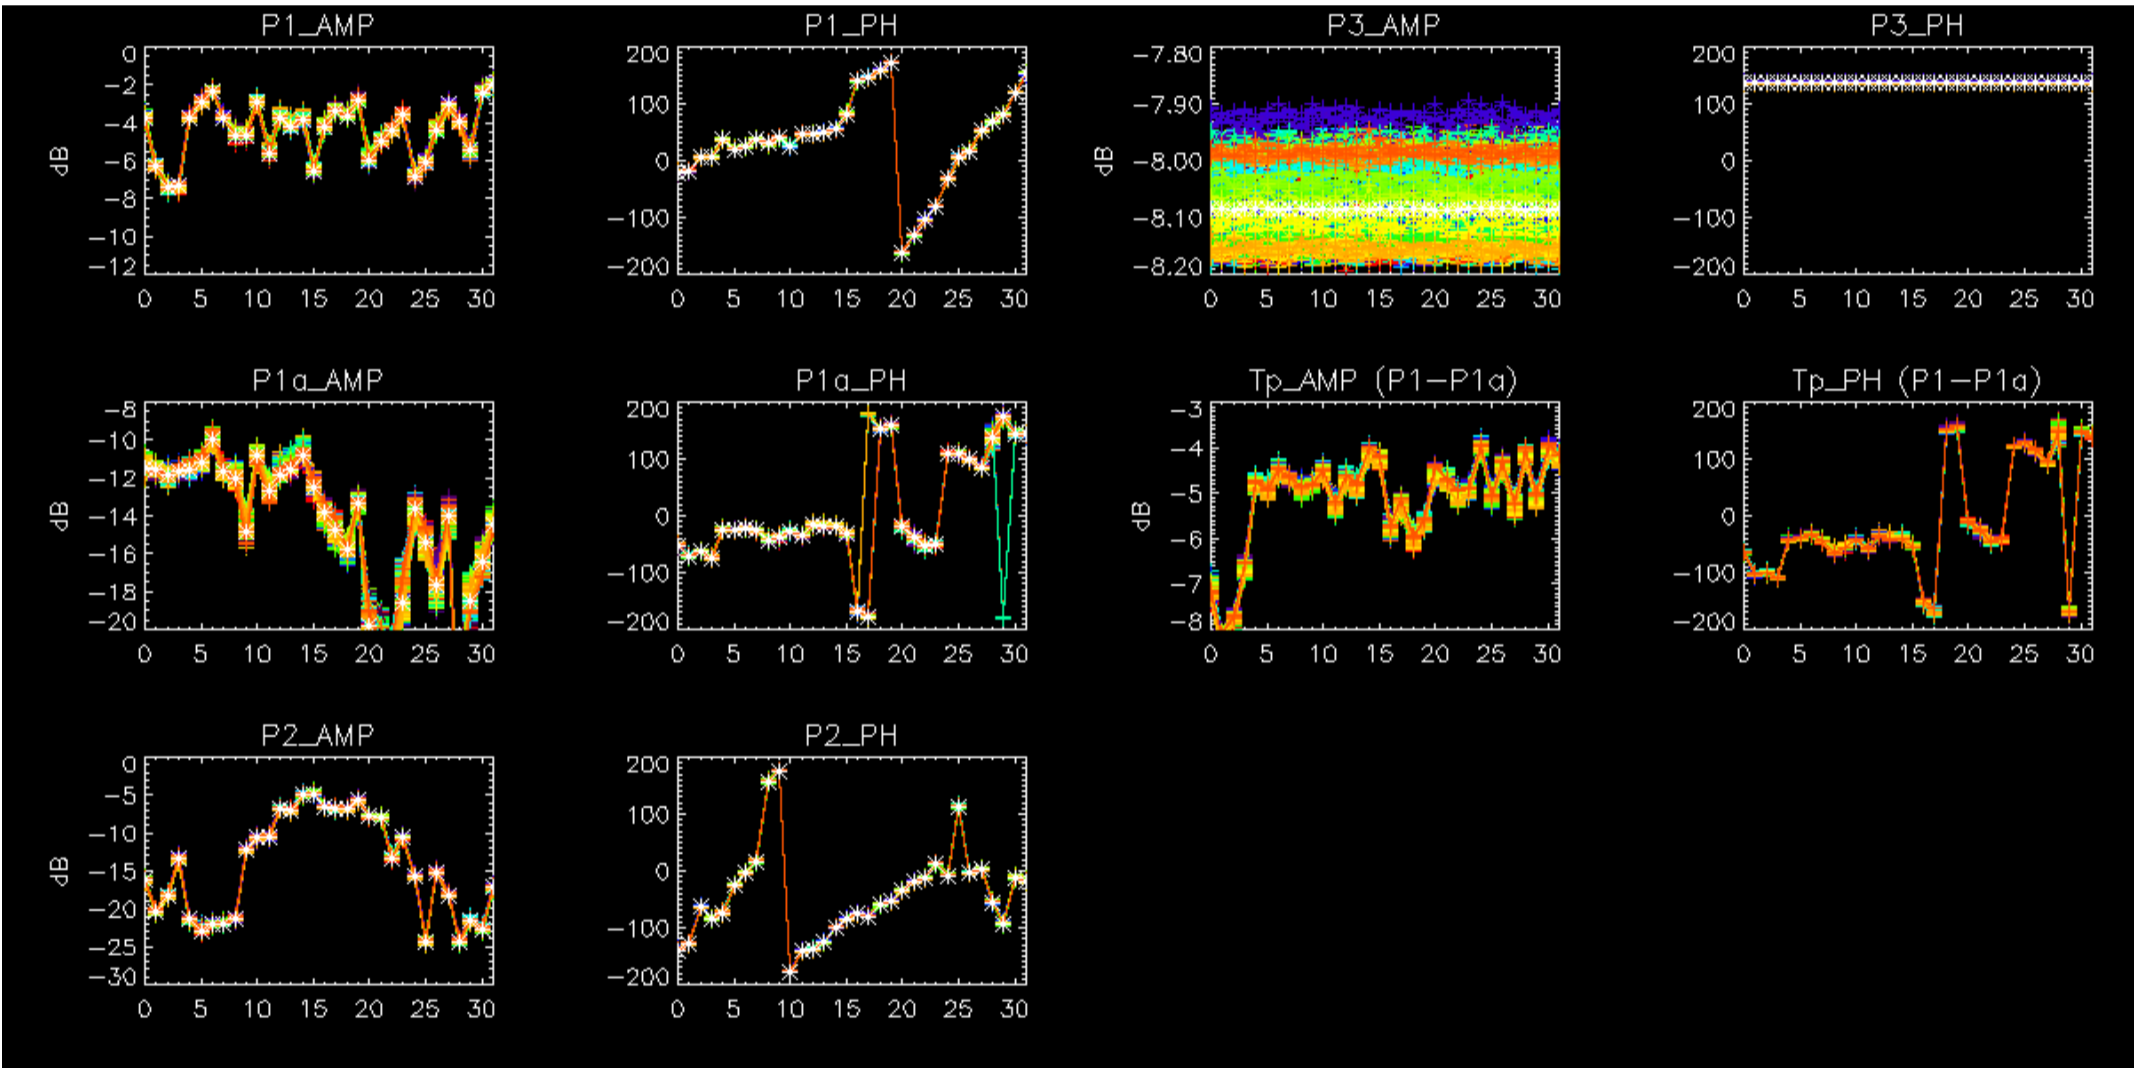 P1_AMP P1_PH P3_AMP P3_PH
0 200 -7.80 200
-2 100 -7.90 100
-4 0 -8.00 0
dB dB
-6
-8 -100 -8.10 -100
-10
-12 -200 -8.20 -200
0 5 10 15 20 25 30 0 5 10 15 20 25 30 0 5 10 15 20 25 30 0 5 10 15 20 25 30
P1a_AMP P1a_PH Tp_AMP (P1-P1a) Tp_PH (P1-P1a)
-8 200 -3 200
-10 100 -4 100
-12
-14 0 -5 0
dB dB
-16 -100 -6 -100
-18 -7
-20 -200 -8 -200
0 5 10 15 20 25 30 0 5 10 15 20 25 30 0 5 10 15 20 25 30 0 5 10 15 20 25 30
P2_AMP P2_PH
0 200
-5 100
-10
-15 0
dB
-20 -100
-25
-30 -200
0 5 10 15 20 25 30 0 5 10 15 20 25 30